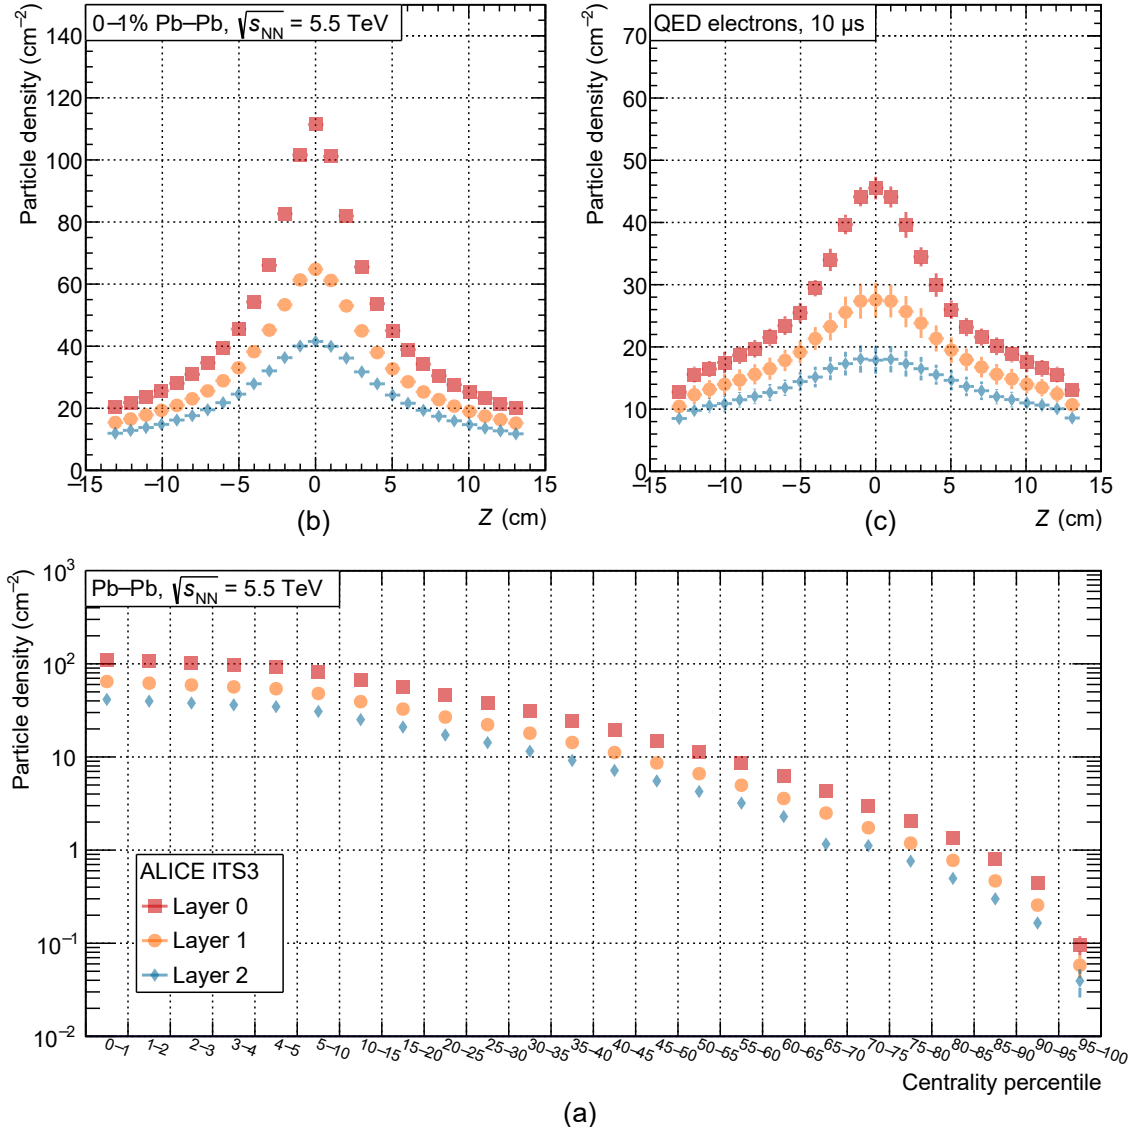 0–1% Pb–Pb, √sNN = 5.5 TeV
Particle density (cm−2)
140
120
100
80
60
40
20
0
−15 −10 −5 0 5 10 15
Z (cm)
(b)
QED electrons, 10 μs
Particle density (cm−2)
70
60
50
40
30
20
10
0
−15 −10 −5 0 5 10 15
Z (cm)
(c)
Pb–Pb, √sNN = 5.5 TeV
Particle density (cm−2)
10^3
10^2
10
1
10^−1
10^−2
ALICE ITS3
Layer 0
Layer 1
Layer 2
0–1 1–2 2–3 3–4 4–5 5–10 10–15 15–20 20–25 25–30 30–35 35–40 40–45 45–50 50–55 55–60 60–65 65–70 70–75 75–80 80–85 85–90 90–95 95–100
Centrality percentile
(a)